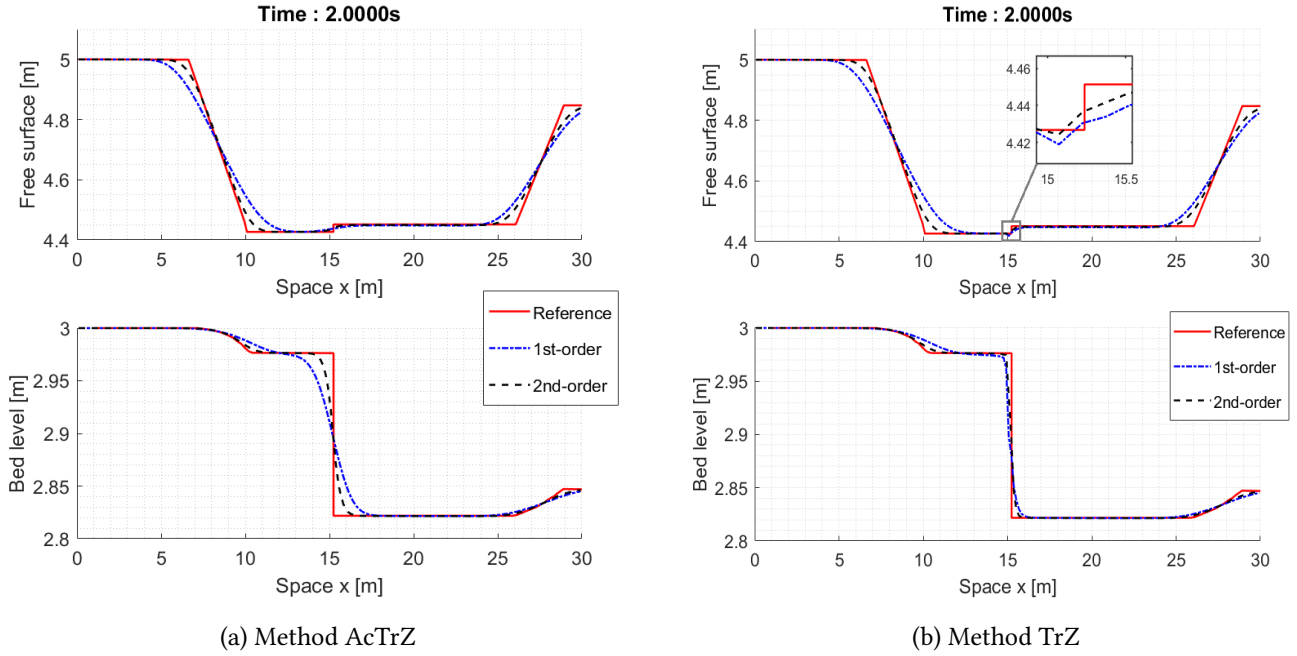 Time : 2.0000s
Free surface [m]
5
4.8
4.6
4.4
0 5 10 15 20 25 30
Space x [m]
Bed level [m]
3
2.95
2.9
2.85
2.8
0 5 10 15 20 25 30
Space x [m]
Reference
1st-order
2nd-order
(a) Method AcTrZ
Time : 2.0000s
Free surface [m]
5
4.8
4.6
4.4
0 5 10 15 20 25 30
Space x [m]
4.46
4.44
4.42
15 15.5
Bed level [m]
3
2.95
2.9
2.85
2.8
0 5 10 15 20 25 30
Space x [m]
Reference
1st-order
2nd-order
(b) Method TrZ